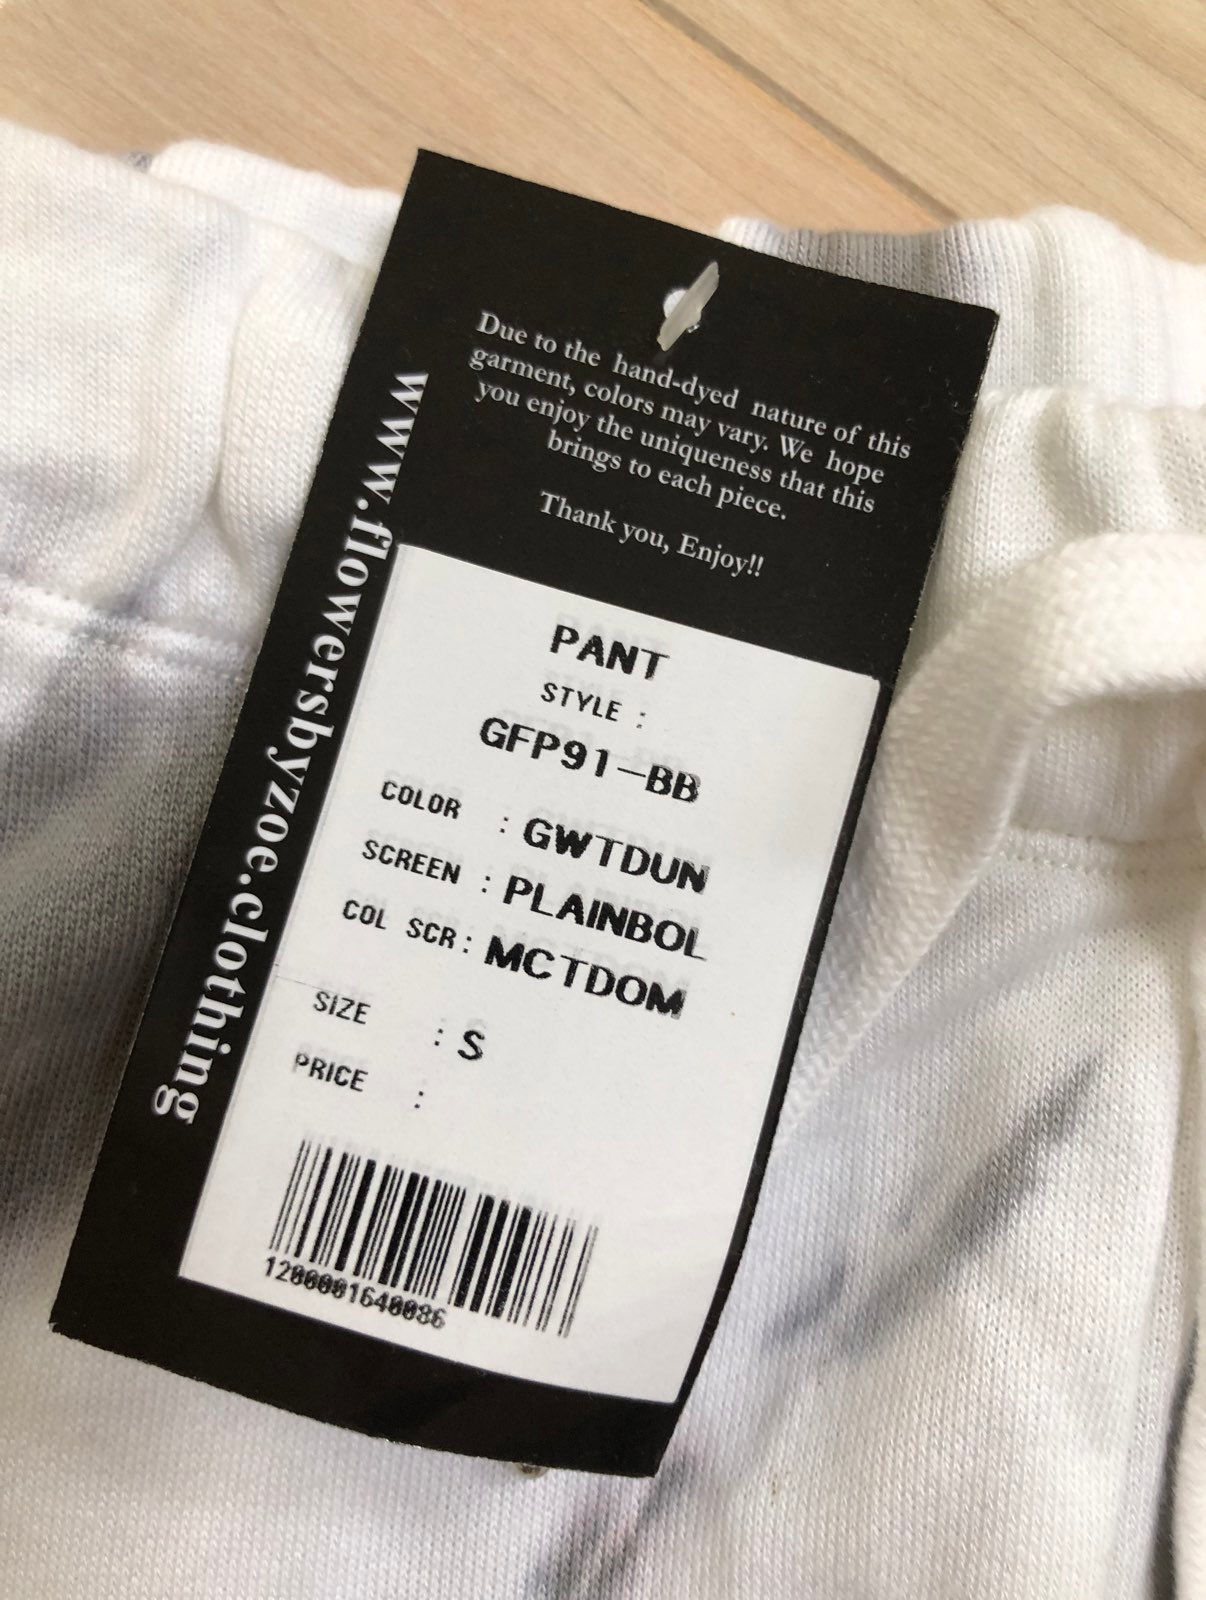 Due to the hand-dyed nature of this
garment, colors may vary. We hope
you enjoy the uniqueness that this
brings to each piece.
Thank you, Enjoy!!
www.flowersbyzoe.clothing
PANT
STYLE :
GFP91-BB
COLOR : GWTDUN
SCREEN : PLAINBOL
COL SCR: MCTDOM
SIZE : S
PRICE :
1200001640086